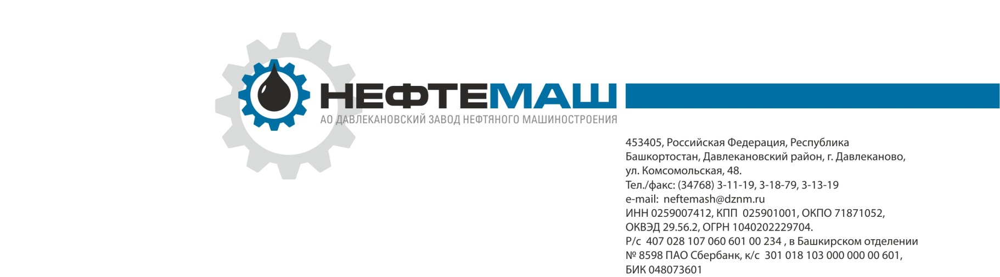 НЕФТЕМАШ
АО ДАВЛЕКАНОВСКИЙ ЗАВОД НЕФТЯНОГО МАШИНОСТРОЕНИЯ
453405, Российская Федерация, Республика
Башкортостан, Давлекановский район, г. Давлеканово,
ул. Комсомольская, 48.
Тел./факс: (34768) 3-11-19, 3-18-79, 3-13-19
e-mail:  neftemash@dznm.ru
ИНН 0259007412, КПП  025901001, ОКПО 71871052,
ОКВЭД 29.56.2, ОГРН 1040202229704.
Р/с  407 028 107 060 601 00 234 , в Башкирском отделении
№ 8598 ПАО Сбербанк, к/с  301 018 103 000 000 00 601,
БИК 048073601